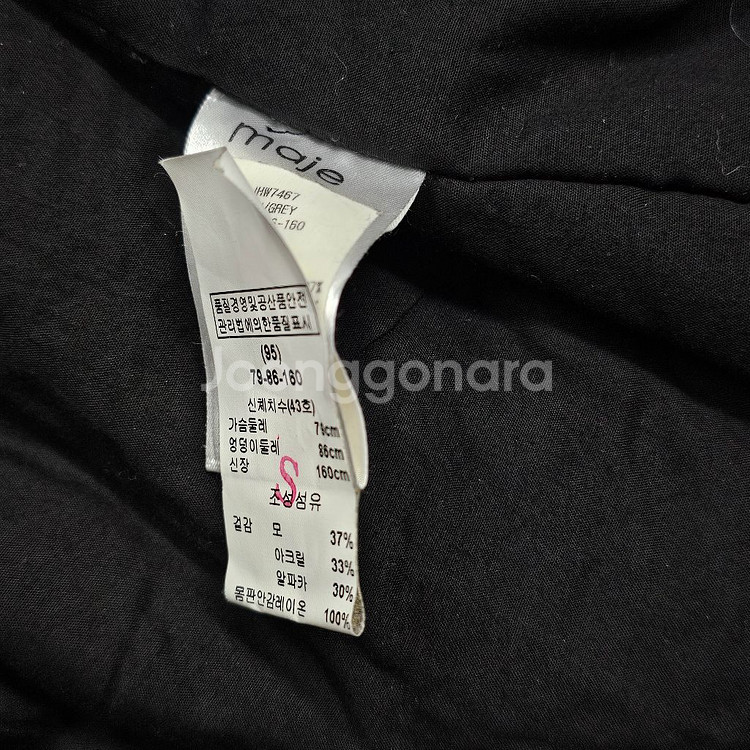 maje
HW7467
/GREY
-160
품질경영및공산품안전
관리법에의한품질표시
(95)
79-86-160
신체치수(43호)
가슴둘레 79cm
엉덩이둘레 86cm
신장 160cm
S
조성섬유
겉감 모 37%
아크릴 33%
알파카 30%
몸판안감레이온 100%
Joonggonara